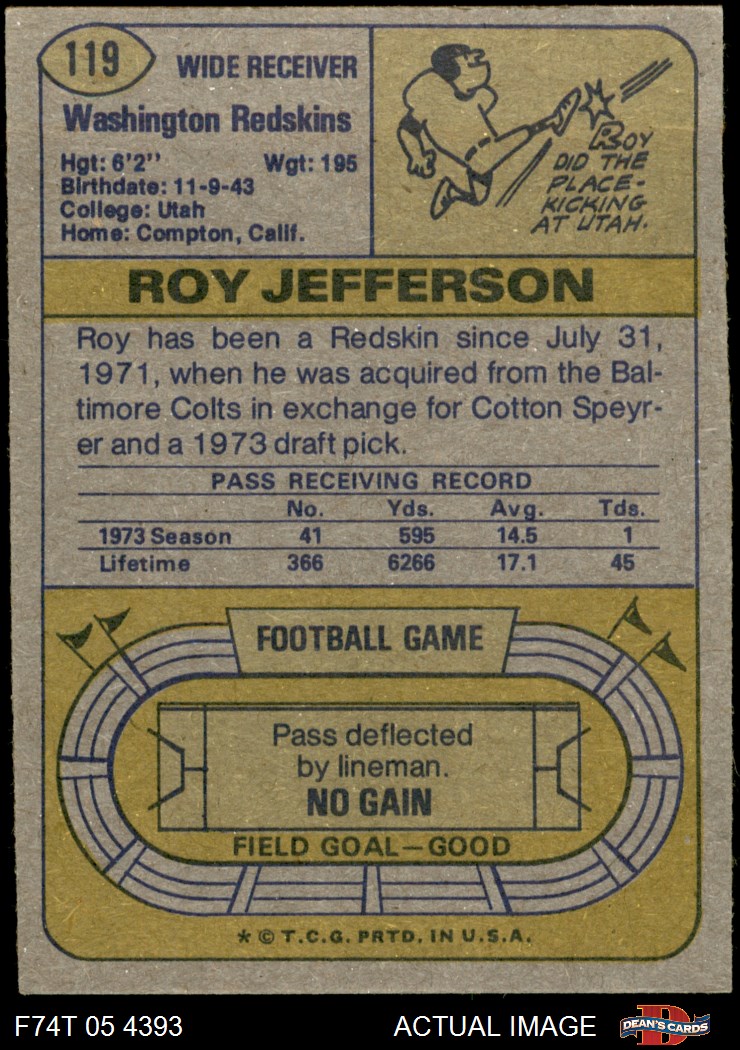 119
WIDE RECEIVER
Washington Redskins
Hgt: 6'2'' Wgt: 195
Birthdate: 11-9-43
College: Utah
Home: Compton, Calif.
ROY
DID THE
PLACE-
KICKING
AT UTAH.
ROY JEFFERSON
Roy has been a Redskin since July 31,
1971, when he was acquired from the Bal-
timore Colts in exchange for Cotton Speyr-
er and a 1973 draft pick.
PASS RECEIVING RECORD
No. Yds. Avg. Tds.
1973 Season 41 595 14.5 1
Lifetime 366 6266 17.1 45
FOOTBALL GAME
Pass deflected
by lineman.
NO GAIN
FIELD GOAL—GOOD
* © T.C.G. PRTD. IN U.S.A.
F74T 05 4393 ACTUAL IMAGE
D
DEAN'S CARDS